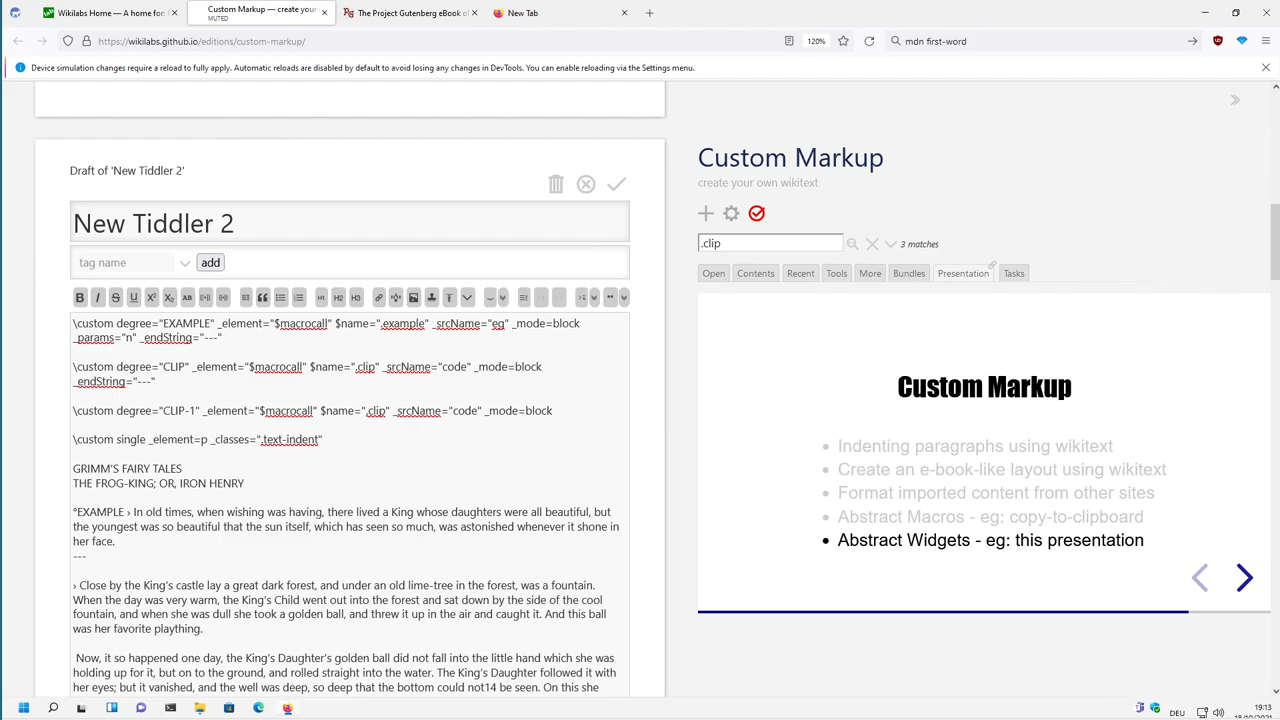 Wikilabs Home — A home for
Custom Markup — create your
MUTED
The Project Gutenberg eBook of
New Tab
https://wikilabs.github.io/editions/custom-markup/
120%
mdn first-word
Device simulation changes require a reload to fully apply. Automatic reloads are disabled by default to avoid losing any changes in DevTools. You can enable reloading via the Settings menu.
Draft of 'New Tiddler 2'
New Tiddler 2
tag name
add
B I S U X² X₂ AB
H1 H2 H3
\custom degree="EXAMPLE" _element="$macrocall" $name=".example" _srcName="eg" _mode=block
_params="n" _endString="---"
\custom degree="CLIP" _element="$macrocall" $name=".clip" _srcName="code" _mode=block
_endString="---"
\custom degree="CLIP-1" _element="$macrocall" $name=".clip" _srcName="code" _mode=block
\custom single _element=p _classes=".text-indent"
GRIMM'S FAIRY TALES
THE FROG-KING; OR, IRON HENRY
°EXAMPLE › In old times, when wishing was having, there lived a King whose daughters were all beautiful, but
the youngest was so beautiful that the sun itself, which has seen so much, was astonished whenever it shone in
her face.
---
› Close by the King's castle lay a great dark forest, and under an old lime-tree in the forest, was a fountain.
When the day was very warm, the King's Child went out into the forest and sat down by the side of the cool
fountain, and when she was dull she took a golden ball, and threw it up in the air and caught it. And this ball
was her favorite plaything.
Now, it so happened one day, the King's Daughter's golden ball did not fall into the little hand which she was
holding up for it, but on to the ground, and rolled straight into the water. The King's Daughter followed it with
her eyes; but it vanished, and the well was deep, so deep that the bottom could not14 be seen. On this she
Custom Markup
create your own wikitext
.clip
3 matches
Open
Contents
Recent
Tools
More
Bundles
Presentation
Tasks
Custom Markup
• Indenting paragraphs using wikitext
• Create an e-book-like layout using wikitext
• Format imported content from other sites
• Abstract Macros - eg: copy-to-clipboard
• Abstract Widgets - eg: this presentation
DEU
19:13
18/10/2021